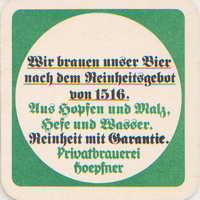 Wir brauen unser Bier
nach dem Reinheitsgebot
von 1516.
Aus Hopfen und Malz,
Hefe und Wasser.
Reinheit mit Garantie.
Privatbrauerei
Hoepfner